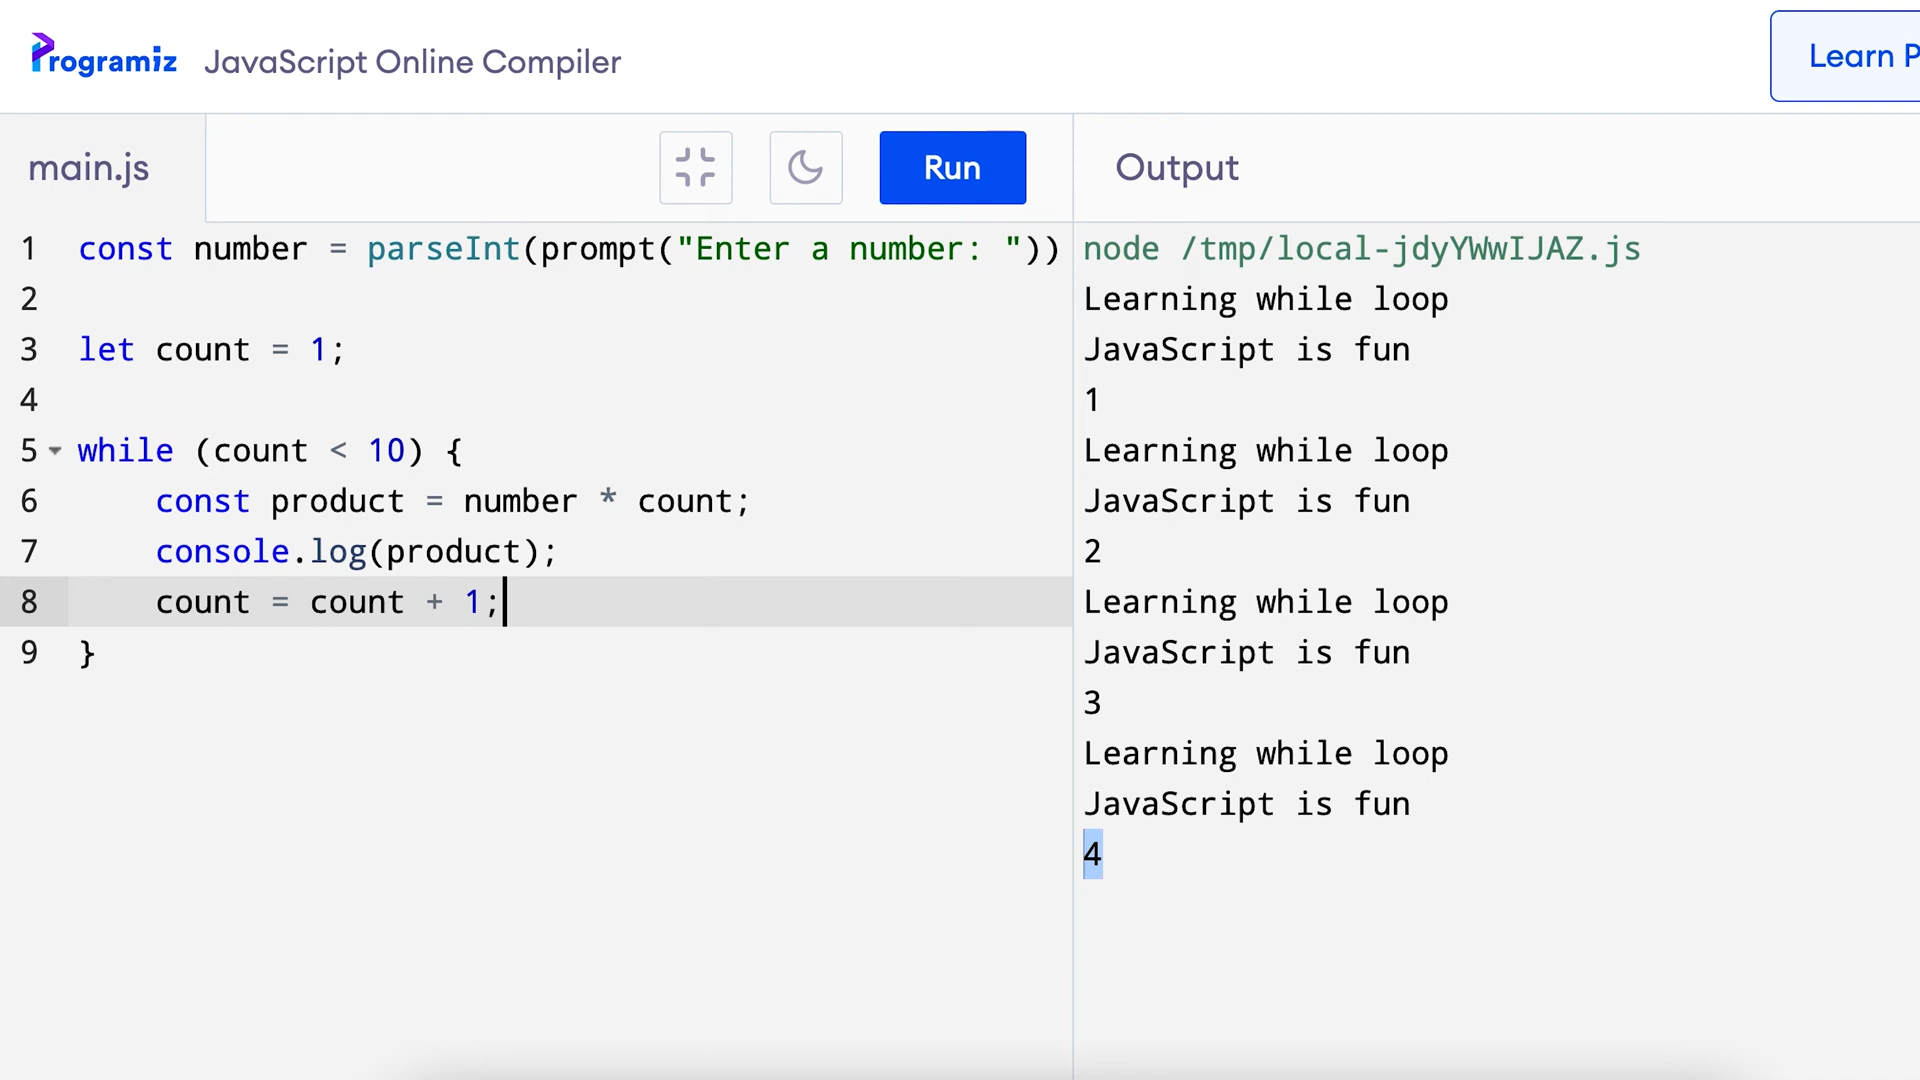 Programiz JavaScript Online Compiler
Learn P
main.js
Run
Output
1 const number = parseInt(prompt("Enter a number: "))
2
3 let count = 1;
4
5 while (count < 10) {
6 const product = number * count;
7 console.log(product);
8 count = count + 1;
9 }
node /tmp/local-jdyYWwIJAZ.js
Learning while loop
JavaScript is fun
1
Learning while loop
JavaScript is fun
2
Learning while loop
JavaScript is fun
3
Learning while loop
JavaScript is fun
4